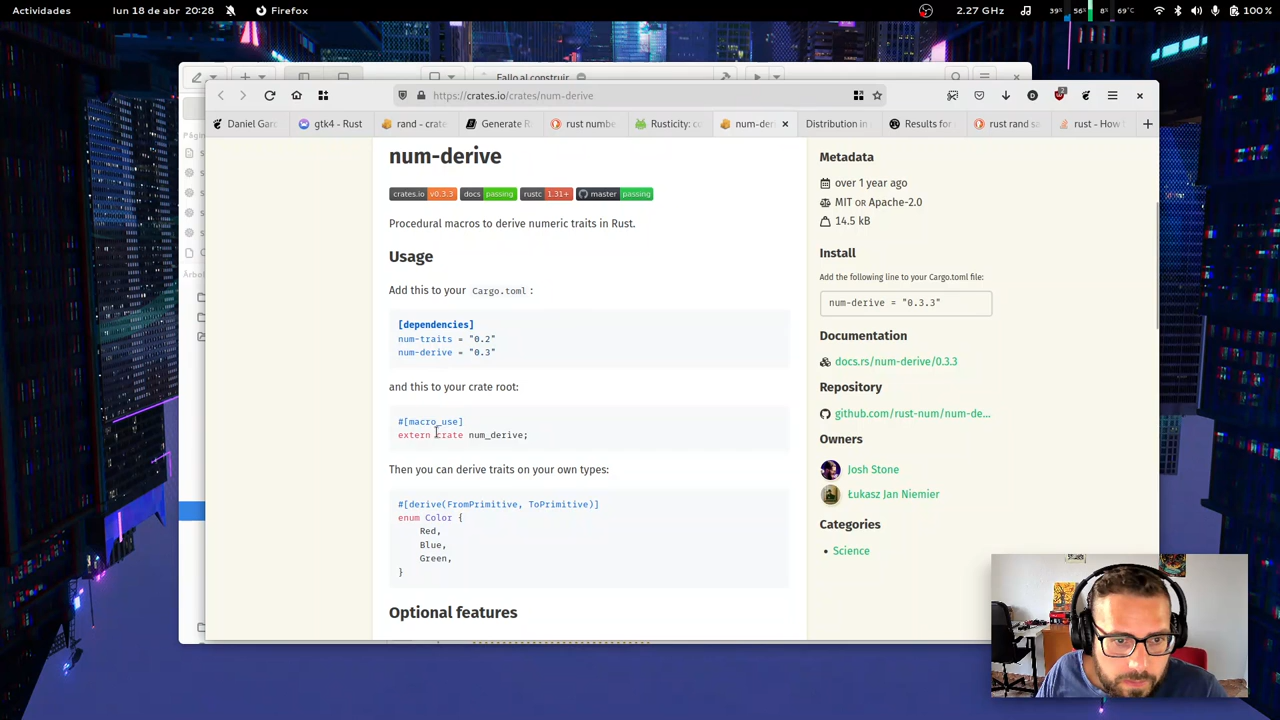 Actividades
lun 18 de abr 20:28
Firefox
2.27 GHz
39%
56%
8%
69°C
100 %
Fallo al construir
https://crates.io/crates/num-derive
Daniel Garc
gtk4 - Rust
rand - crate
Generate R
rust numbe
Rusticity: co
num-der
Distribution in
Results for
rust rand sa
rust - How t
num-derive
crates.io v0.3.3
docs passing
rustc 1.31+
master passing
Procedural macros to derive numeric traits in Rust.
Usage
Add this to your Cargo.toml :
[dependencies]
num-traits = "0.2"
num-derive = "0.3"
and this to your crate root:
#[macro_use]
extern crate num_derive;
Then you can derive traits on your own types:
#[derive(FromPrimitive, ToPrimitive)]
enum Color {
Red,
Blue,
Green,
}
Optional features
Metadata
over 1 year ago
MIT OR Apache-2.0
14.5 kB
Install
Add the following line to your Cargo.toml file:
num-derive = "0.3.3"
Documentation
docs.rs/num-derive/0.3.3
Repository
github.com/rust-num/num-de...
Owners
Josh Stone
Łukasz Jan Niemier
Categories
Science